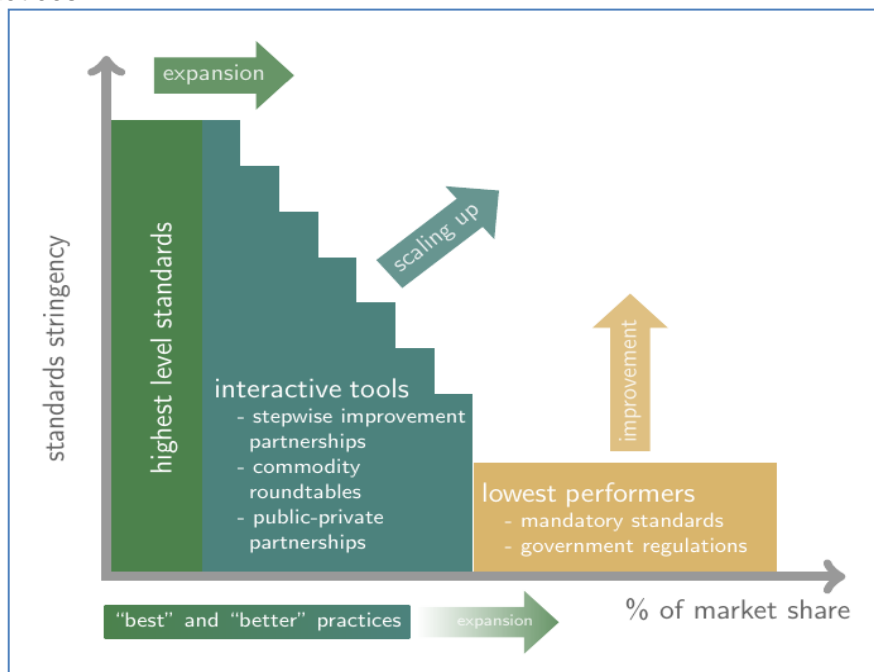 expansion
standards stringency
highest level standards
scaling up
improvement
interactive tools
- stepwise improvement
partnerships
- commodity
roundtables
- public-private
partnerships
lowest performers
- mandatory standards
- government regulations
% of market share
“best” and “better” practices
expansion